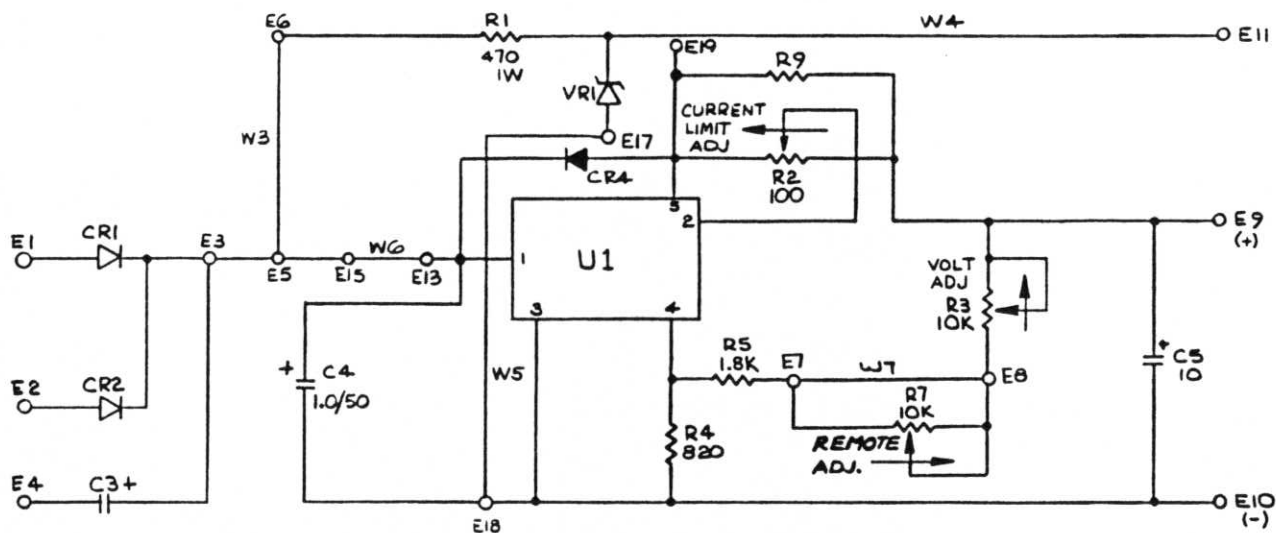 E6
R1
470
1W
W4
E11
E19
R9
VR1
W3
CURRENT
LIMIT
ADJ
E17
CR4
R2
100
5
2
E1
CR1
E3
E5
W6
E15
E13
1
U1
E9
(+)
VOLT
ADJ
R3
10K
3
4
R5
1.8K
E7
W7
E8
+
C5
10
E2
CR2
+
C4
1.0/50
W5
R7
10K
R4
820
REMOTE
ADJ.
E4
C3+
E18
E10
(-)